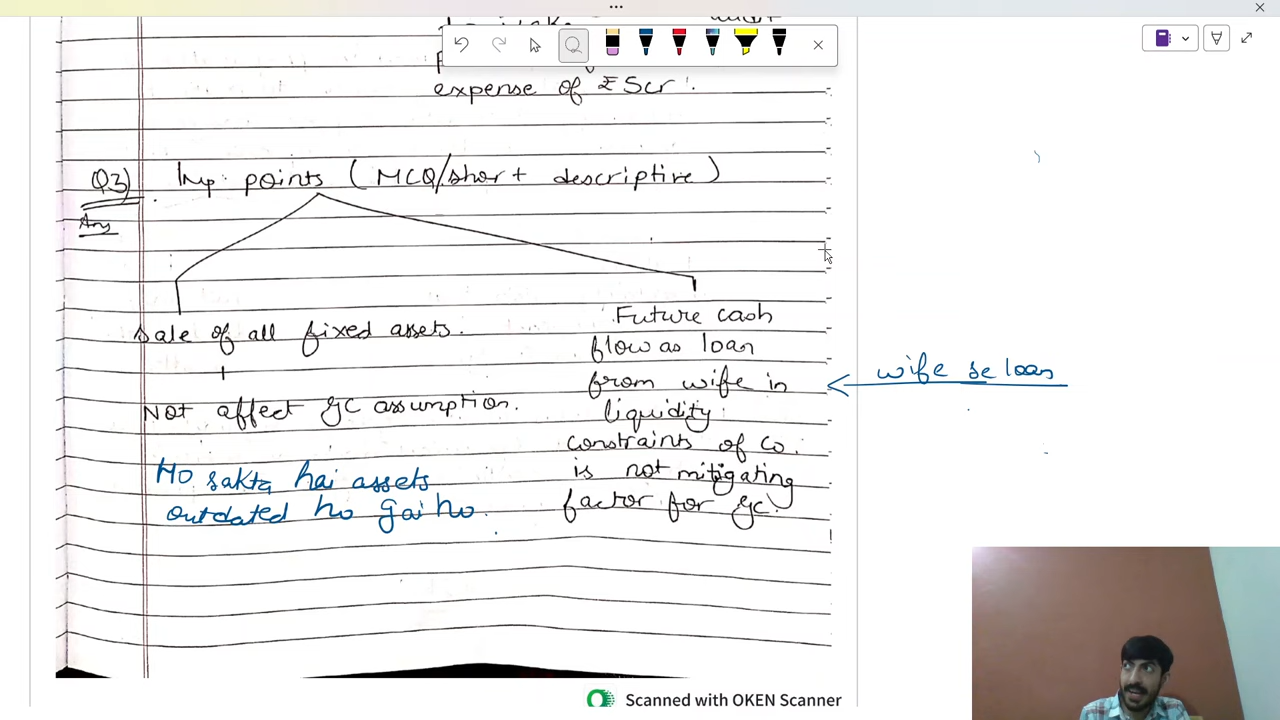 expense of ₹5cr.
Q3) Imp. points (MCQ/short descriptive)
Ans
Sale of all fixed assets.
Not affect GC assumption.
Ho sakta hai assets
outdated ho gai ho
Future cash
flow as loan
from wife in
liquidity
constraints of co.
is not mitigating
factor for GC.
wife se loan
Scanned with OKEN Scanner